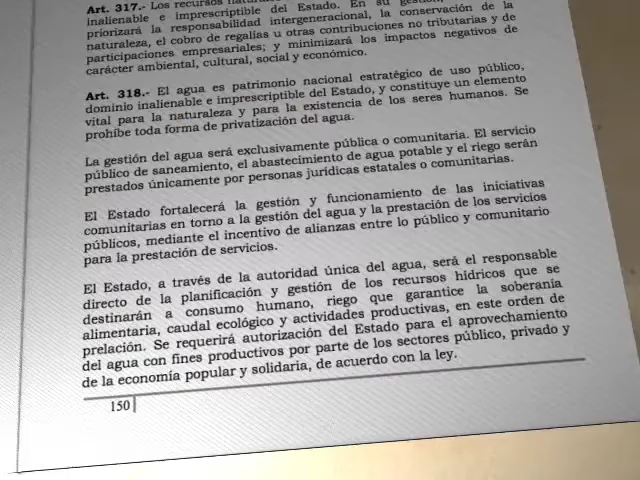 Art. 317.- Los recursos
inalienable e imprescriptible del Estado. En su
priorizará la responsabilidad intergeneracional, la conservación de la
naturaleza, el cobro de regalías u otras contribuciones no tributarias y de
participaciones empresariales; y minimizará los impactos negativos de
carácter ambiental, cultural, social y económico.
Art. 318.- El agua es patrimonio nacional estratégico de uso público,
dominio inalienable e imprescriptible del Estado, y constituye un elemento
vital para la naturaleza y para la existencia de los seres humanos. Se
prohíbe toda forma de privatización del agua.
La gestión del agua será exclusivamente pública o comunitaria. El servicio
público de saneamiento, el abastecimiento de agua potable y el riego serán
prestados únicamente por personas jurídicas estatales o comunitarias.
El Estado fortalecerá la gestión y funcionamiento de las iniciativas
comunitarias en torno a la gestión del agua y la prestación de los servicios
públicos, mediante el incentivo de alianzas entre lo público y comunitario
para la prestación de servicios.
El Estado, a través de la autoridad única del agua, será el responsable
directo de la planificación y gestión de los recursos hídricos que se
destinarán a consumo humano, riego que garantice la soberanía
alimentaria, caudal ecológico y actividades productivas, en este orden de
prelación. Se requerirá autorización del Estado para el aprovechamiento
del agua con fines productivos por parte de los sectores público, privado y
de la economía popular y solidaria, de acuerdo con la ley.
150